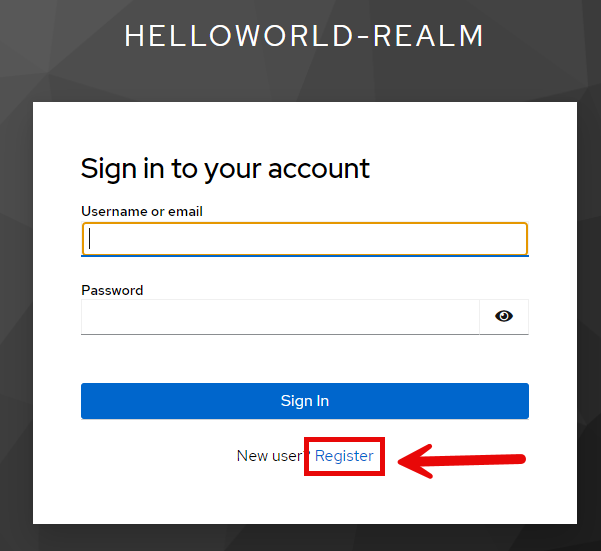 HELLOWORLD-REALM
Sign in to your account
Username or email
Password
Sign In
New user? Register